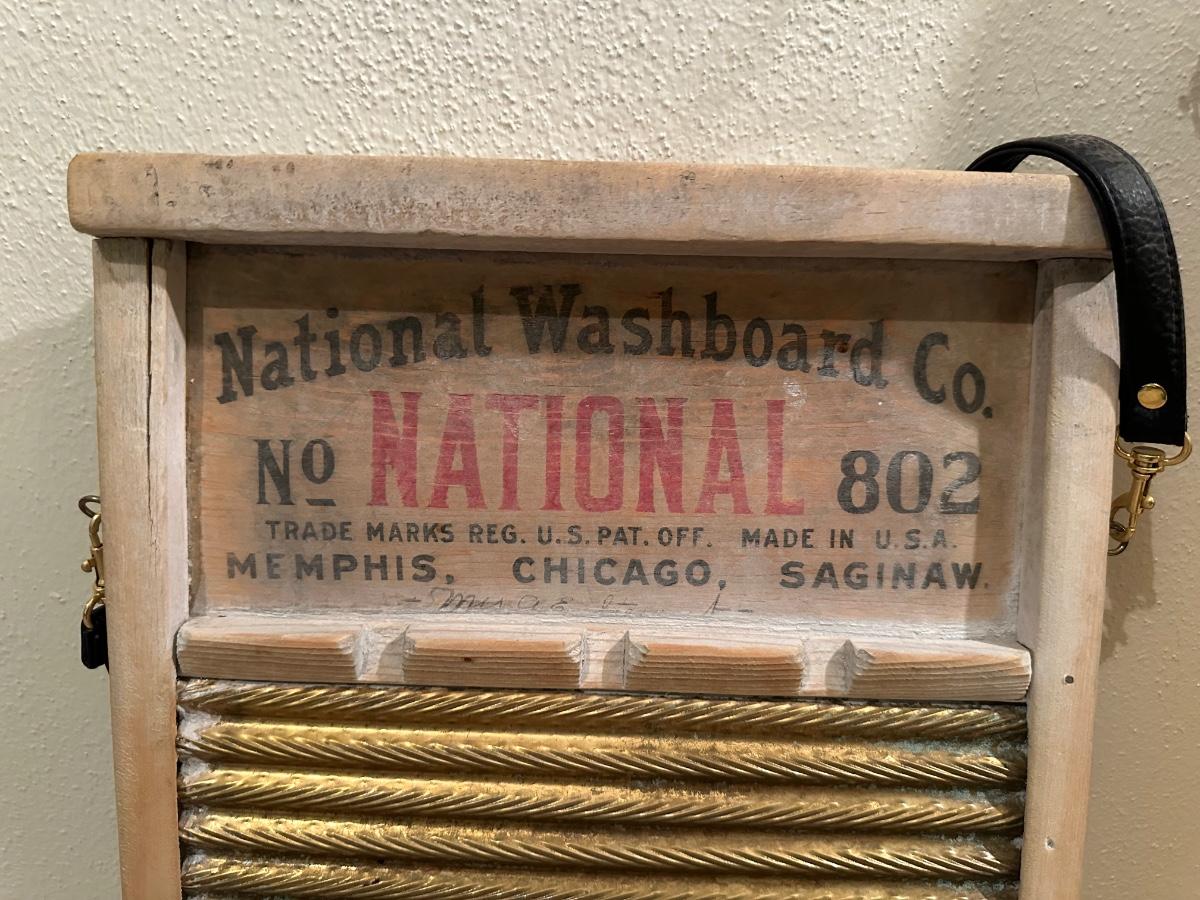 National Washboard Co.
No NATIONAL 802
TRADE MARKS REG. U.S. PAT. OFF. MADE IN U.S.A.
MEMPHIS, CHICAGO, SAGINAW.